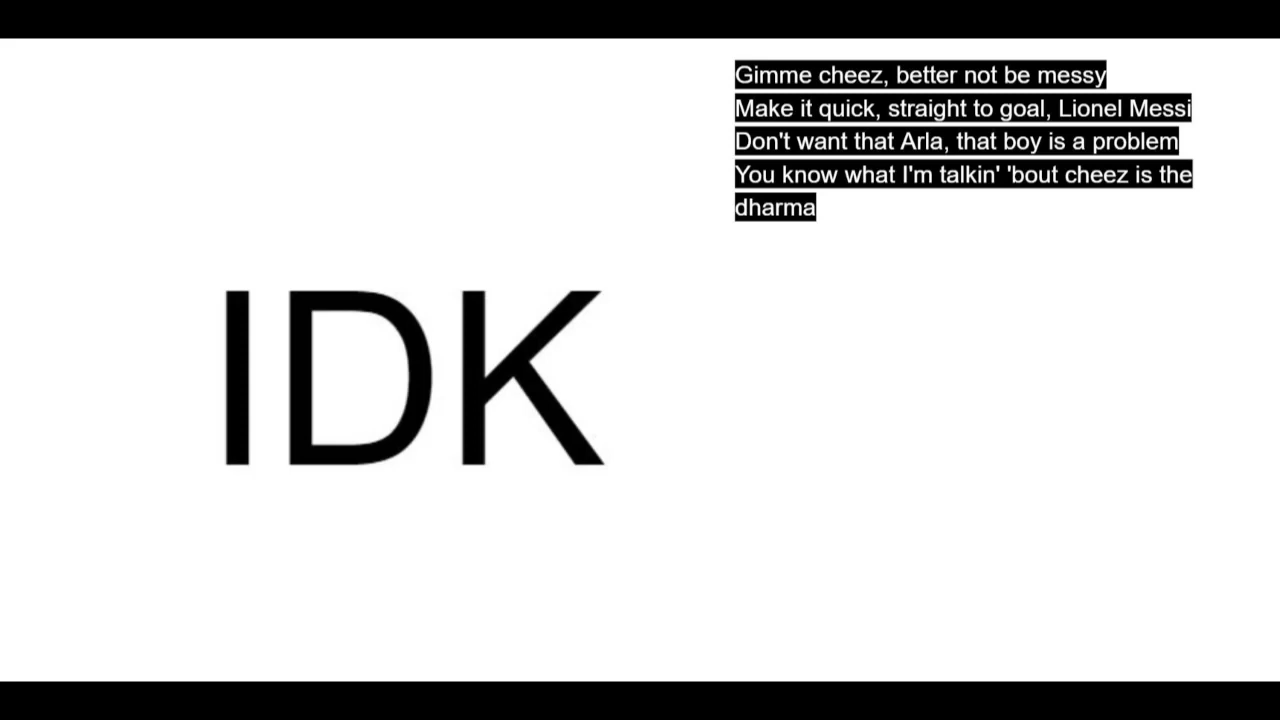 Gimme cheez, better not be messy
Make it quick, straight to goal, Lionel Messi
Don't want that Arla, that boy is a problem
You know what I'm talkin' 'bout cheez is the
dharma
IDK